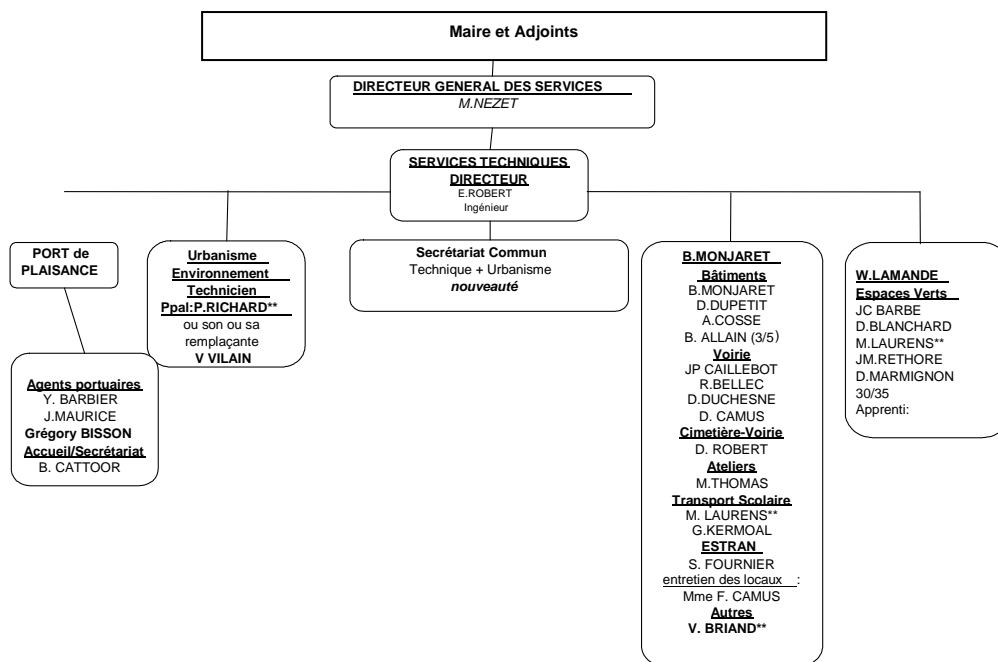 Maire et Adjoints
DIRECTEUR GENERAL DES SERVICES
M.NEZET
SERVICES TECHNIQUES
DIRECTEUR
E.ROBERT
Ingénieur
PORT de
PLAISANCE
Agents portuaires
Y. BARBIER
J.MAURICE
Grégory BISSON
Accueil/Secrétariat
B. CATTOOR
Urbanisme
Environnement
Technicien
Ppal:P.RICHARD**
ou son ou sa
remplaçante
V VILAIN
Secrétariat Commun
Technique + Urbanisme
nouveauté
B.MONJARET
Bâtiments
B.MONJARET
D.DUPETIT
A.COSSE
B. ALLAIN (3/5)
Voirie
JP CAILLEBOT
R.BELLEC
D.DUCHESNE
D. CAMUS
Cimetière-Voirie
D. ROBERT
Ateliers
M.THOMAS
Transport Scolaire
M. LAURENS**
G.KERMOAL
ESTRAN
S. FOURNIER
entretien des locaux :
Mme F. CAMUS
Autres
V. BRIAND**
W.LAMANDE
Espaces Verts
JC BARBE
D.BLANCHARD
M.LAURENS**
JM.RETHORE
D.MARMIGNON
30/35
Apprenti: